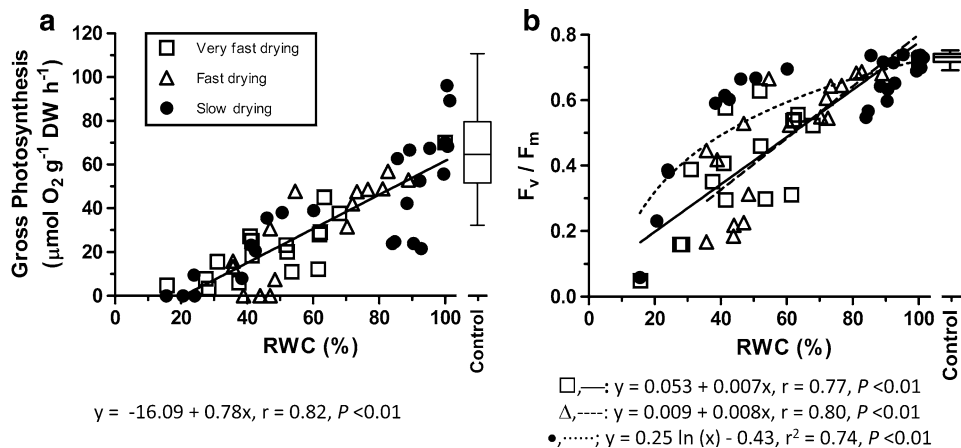 a
Gross Photosynthesis
(μmol O2 g-1 DW h-1)
120
100
80
60
40
20
0
Very fast drying
Fast drying
Slow drying
0 20 40 60 80 100
RWC (%)
Control
y = -16.09 + 0.78x, r = 0.82, P <0.01
b
Fv / Fm
0.8
0.6
0.4
0.2
0.0
20 40 60 80 100
RWC (%)
Control
□,—: y = 0.053 + 0.007x, r = 0.77, P <0.01
Δ,----: y = 0.009 + 0.008x, r = 0.80, P <0.01
●,······; y = 0.25 ln (x) - 0.43, r2 = 0.74, P <0.01